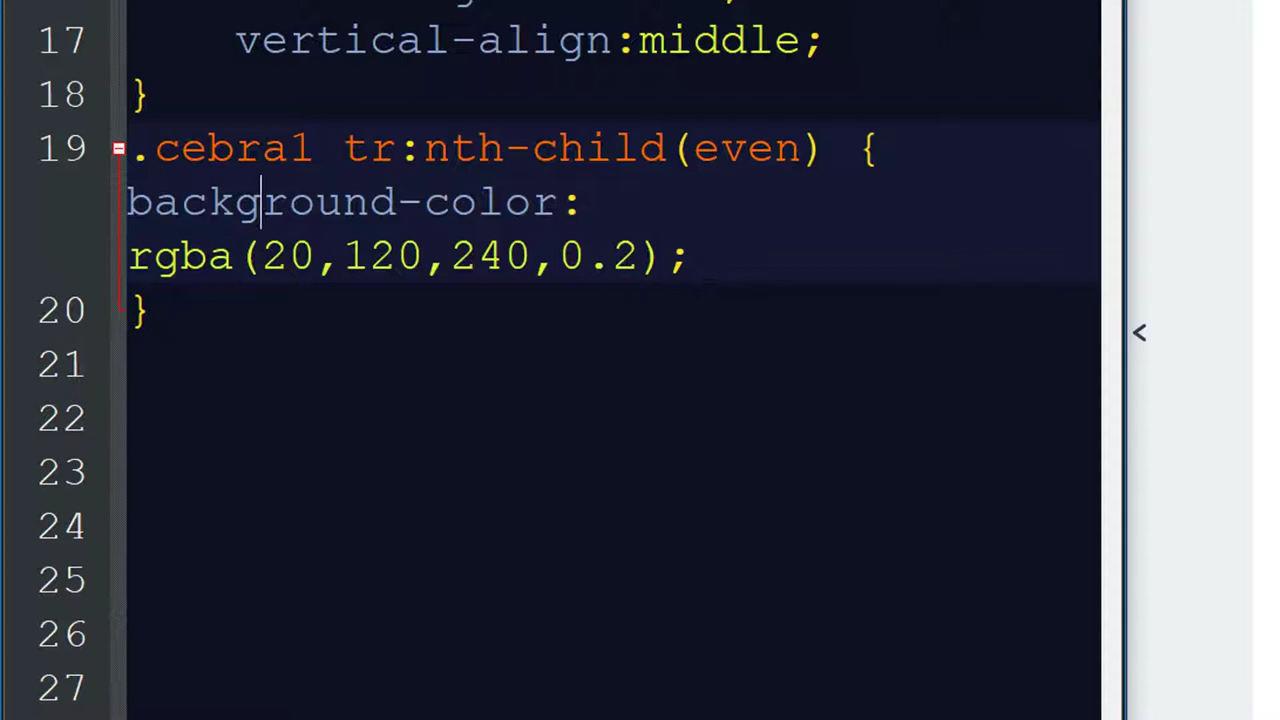 17 vertical-align:middle;
18 }
19 .cebra1 tr:nth-child(even) {
background-color:
rgba(20,120,240,0.2);
20 }
21
22
23
24
25
26
27
<